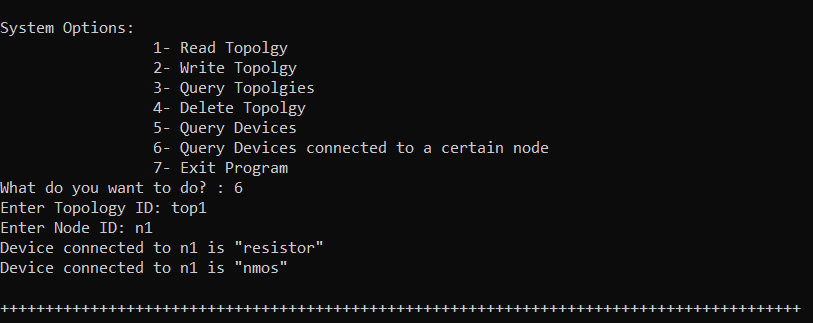 System Options:
1- Read Topolgy
2- Write Topolgy
3- Query Topolgies
4- Delete Topolgy
5- Query Devices
6- Query Devices connected to a certain node
7- Exit Program
What do you want to do? : 6
Enter Topology ID: top1
Enter Node ID: n1
Device connected to n1 is "resistor"
Device connected to n1 is "nmos"
+++++++++++++++++++++++++++++++++++++++++++++++++++++++++++++++++++++++++++++++++++++++++